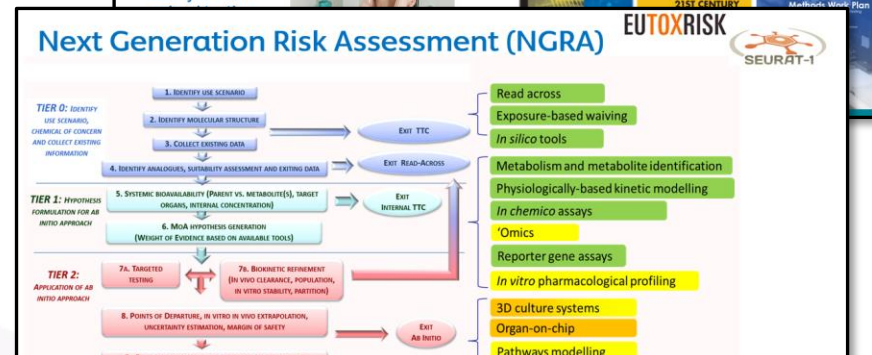 21ST CENTURY
Methods Work Plan
Next Generation Risk Assessment (NGRA)
EUTOXRISK
SEURAT-1
TIER 0: IDENTIFY
USE SCENARIO,
CHEMICAL OF CONCERN
AND COLLECT EXISTING
INFORMATION
1. IDENTIFY USE SCENARIO
2. IDENTIFY MOLECULAR STRUCTURE
3. COLLECT EXISTING DATA
EXIT TTC
4. IDENTIFY ANALOGUES, SUITABILITY ASSESSMENT AND EXITING DATA
EXIT READ-ACROSS
TIER 1: HYPOTHESIS
FORMULATION FOR AB
INITIO APPROACH
5. SYSTEMIC BIOAVAILABILITY (PARENT VS. METABOLITE(S), TARGET
ORGANS, INTERNAL CONCENTRATION)
EXIT
INTERNAL TTC
6. MOA HYPOTHESIS GENERATION
(WEIGHT OF EVIDENCE BASED ON AVAILABLE TOOLS)
TIER 2:
APPLICATION OF AB
INITIO APPROACH
7A. TARGETED
TESTING
7B. BIOKINETIC REFINEMENT
(IN VIVO CLEARANCE, POPULATION,
IN VITRO STABILITY, PARTITION)
8. POINTS OF DEPARTURE, IN VITRO IN VIVO EXTRAPOLATION,
UNCERTAINTY ESTIMATION, MARGIN OF SAFETY
EXIT
AB INITIO
Read across
Exposure-based waiving
In silico tools
Metabolism and metabolite identification
Physiologically-based kinetic modelling
In chemico assays
'Omics
Reporter gene assays
In vitro pharmacological profiling
3D culture systems
Organ-on-chip
Pathways modelling